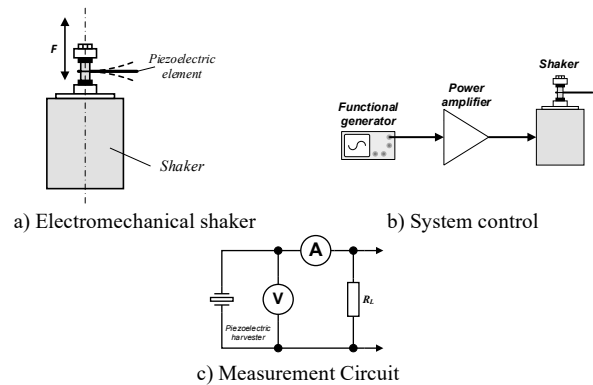 F
Piezoelectric
element
Shaker
a) Electromechanical shaker
Functional
generator
Power
amplifier
Shaker
b) System control
A
V
R_L
Piezoelectric
harvester
c) Measurement Circuit